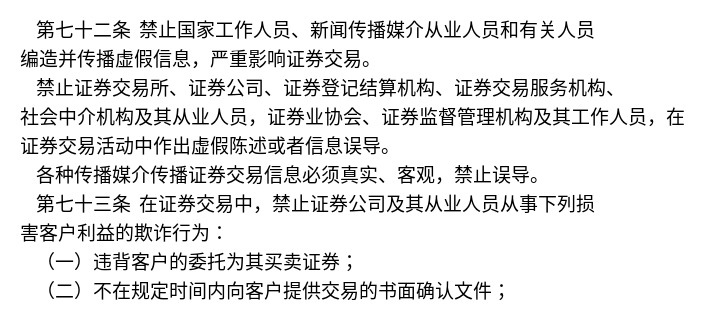 第七十二条 禁止国家工作人员、新闻传播媒介从业人员和有关人员
编造并传播虚假信息，严重影响证券交易。
禁止证券交易所、证券公司、证券登记结算机构、证券交易服务机构、
社会中介机构及其从业人员，证券业协会、证券监督管理机构及其工作人员，在
证券交易活动中作出虚假陈述或者信息误导。
各种传播媒介传播证券交易信息必须真实、客观，禁止误导。
第七十三条 在证券交易中，禁止证券公司及其从业人员从事下列损
害客户利益的欺诈行为：
（一）违背客户的委托为其买卖证券；
（二）不在规定时间内向客户提供交易的书面确认文件；